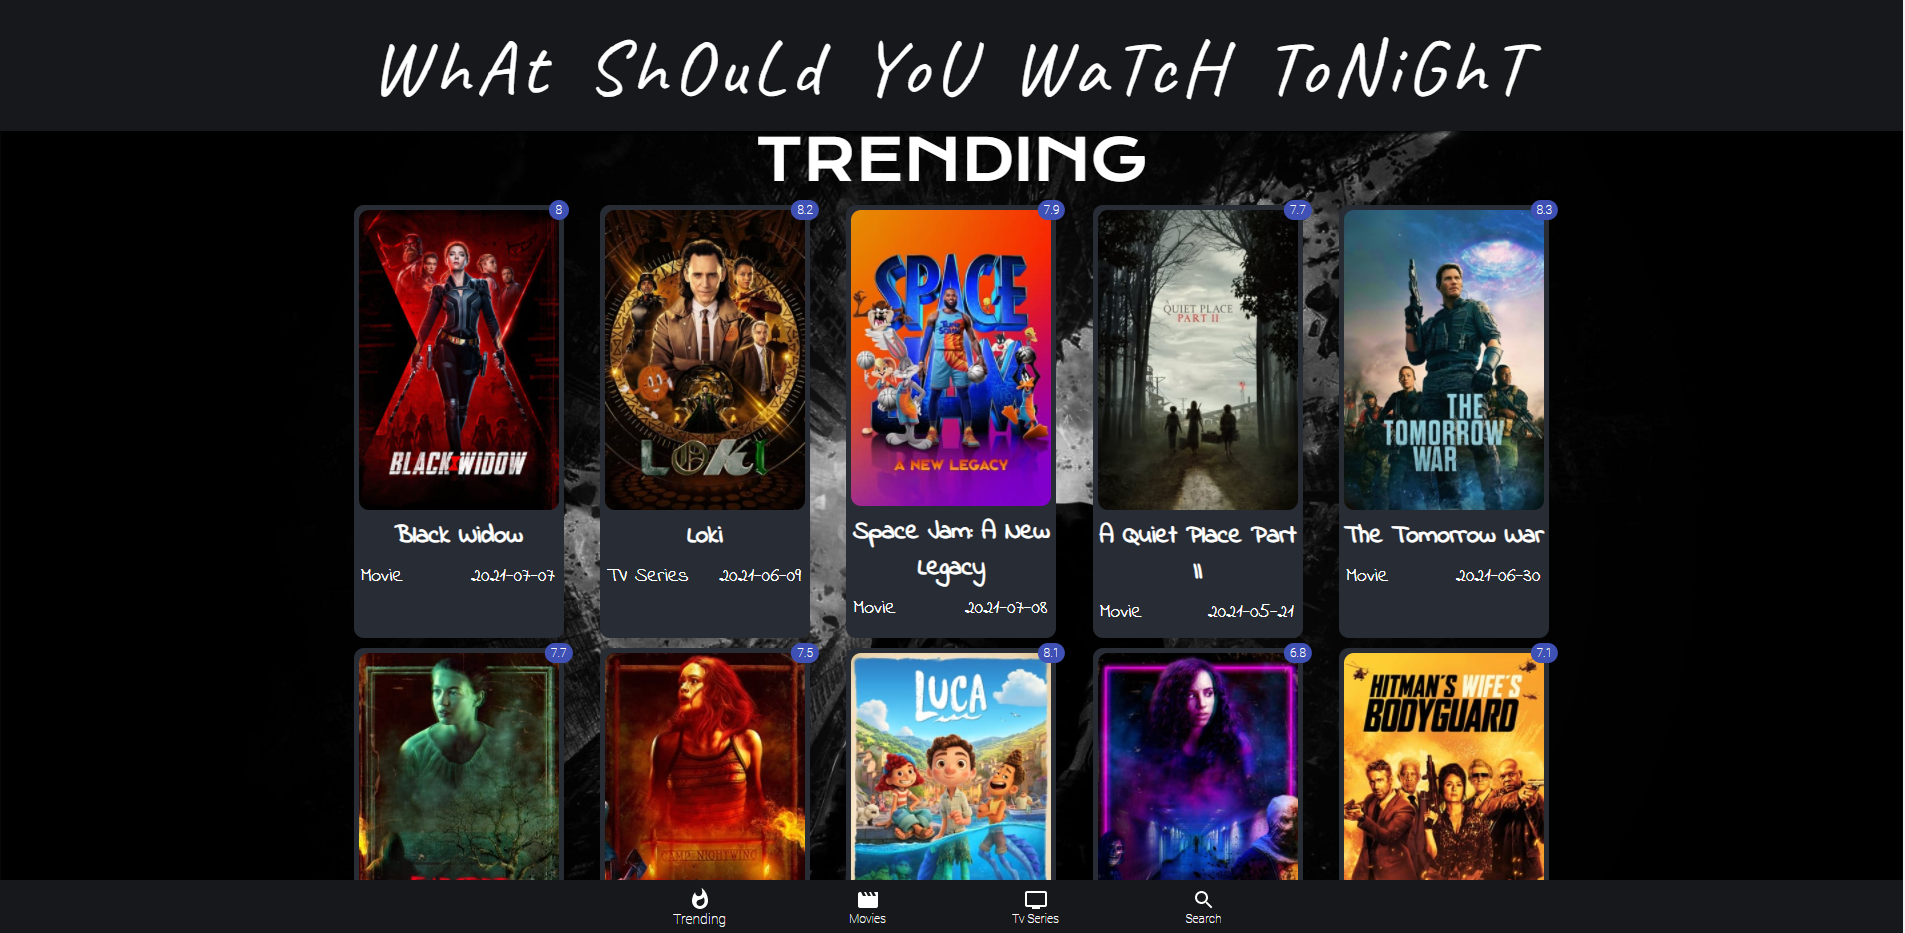 WhAt ShOuLd YoU WaTcH ToNiGhT
TRENDING
8
8.2
7.9
7.7
8.3
BLACK WIDOW
LOKI
SPACE
JAM
A NEW LEGACY
A QUIET PLACE
PART II
THE
TOMORROW
WAR
Black Widow
Movie 2021-07-07
Loki
TV Series 2021-06-09
Space Jam: A New
Legacy
Movie 2021-07-08
A Quiet Place Part
II
Movie 2021-05-21
The Tomorrow War
Movie 2021-06-30
7.7
7.5
8.1
6.8
7.1
CAMP NIGHTWING
LUCA
HITMAN'S WIFE'S
BODYGUARD
Trending
Movies
Tv Series
Search